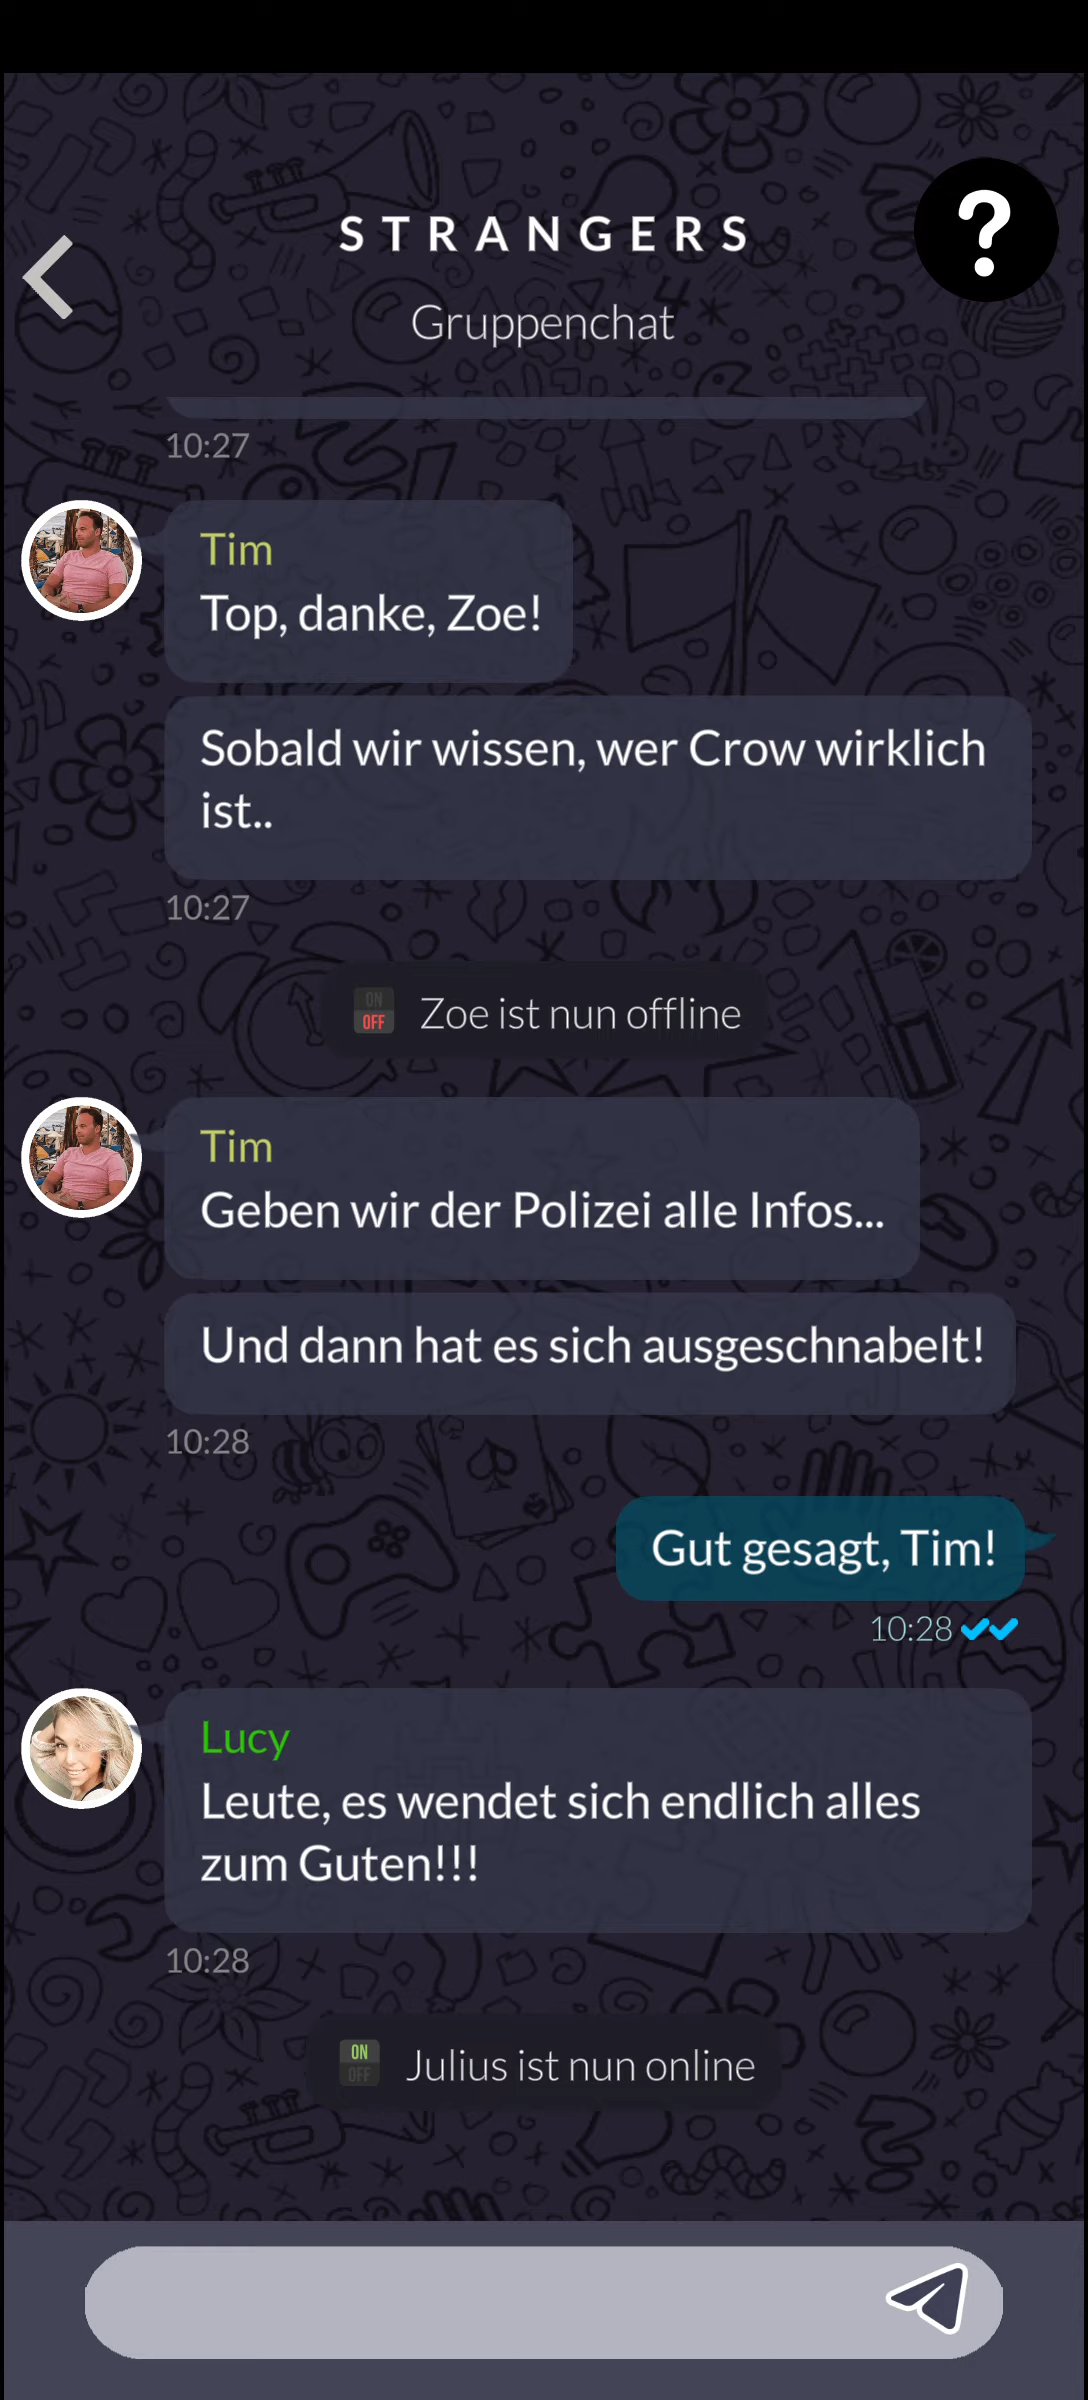 STRANGERS
Gruppenchat
10:27
Tim
Top, danke, Zoe!
Sobald wir wissen, wer Crow wirklich
ist..
10:27
ON
OFF
Zoe ist nun offline
Tim
Geben wir der Polizei alle Infos...
Und dann hat es sich ausgeschnabelt!
10:28
Gut gesagt, Tim!
10:28
Lucy
Leute, es wendet sich endlich alles
zum Guten!!!
10:28
ON
OFF
Julius ist nun online